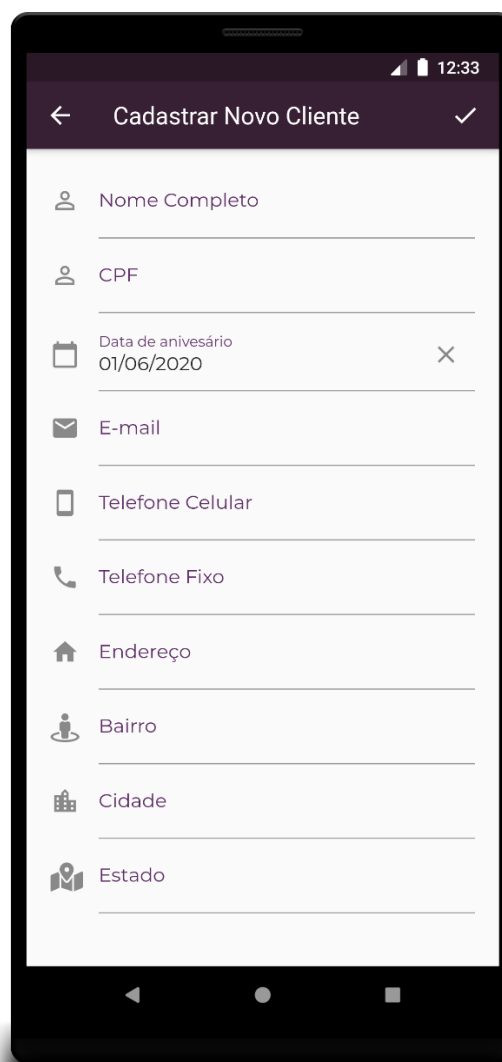 12:33
Cadastrar Novo Cliente
Nome Completo
CPF
Data de anivesário
01/06/2020
E-mail
Telefone Celular
Telefone Fixo
Endereço
Bairro
Cidade
Estado